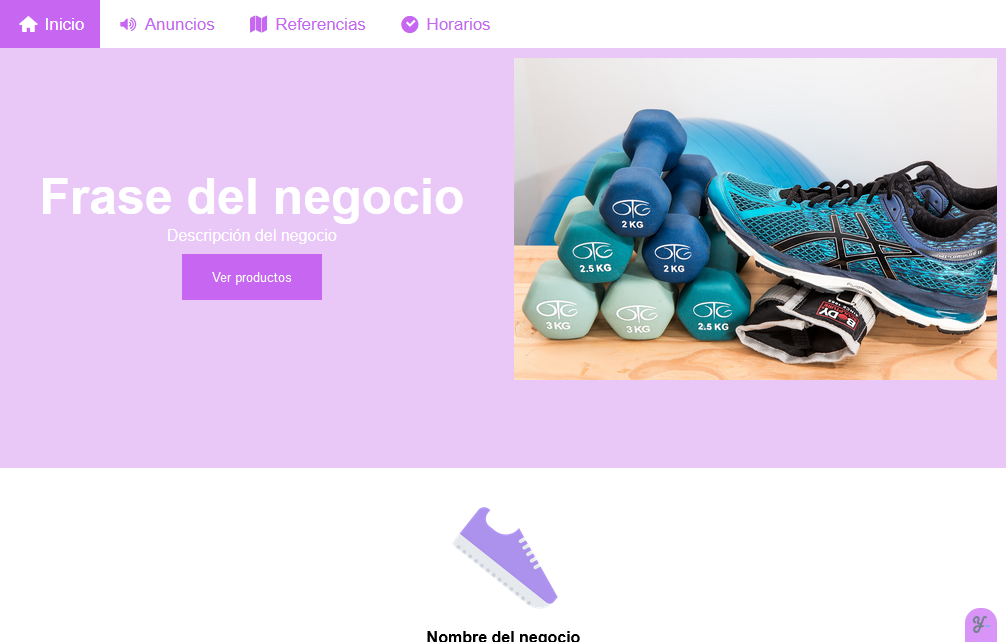 Inicio
Anuncios
Referencias
Horarios
Frase del negocio
Descripción del negocio
Ver productos
OTG
2 KG
OTG
2.5 KG
OTG
2 KG
OTG
3 KG
OTG
3 KG
OTG
2.5 KG
BODY
Nombre del negocio